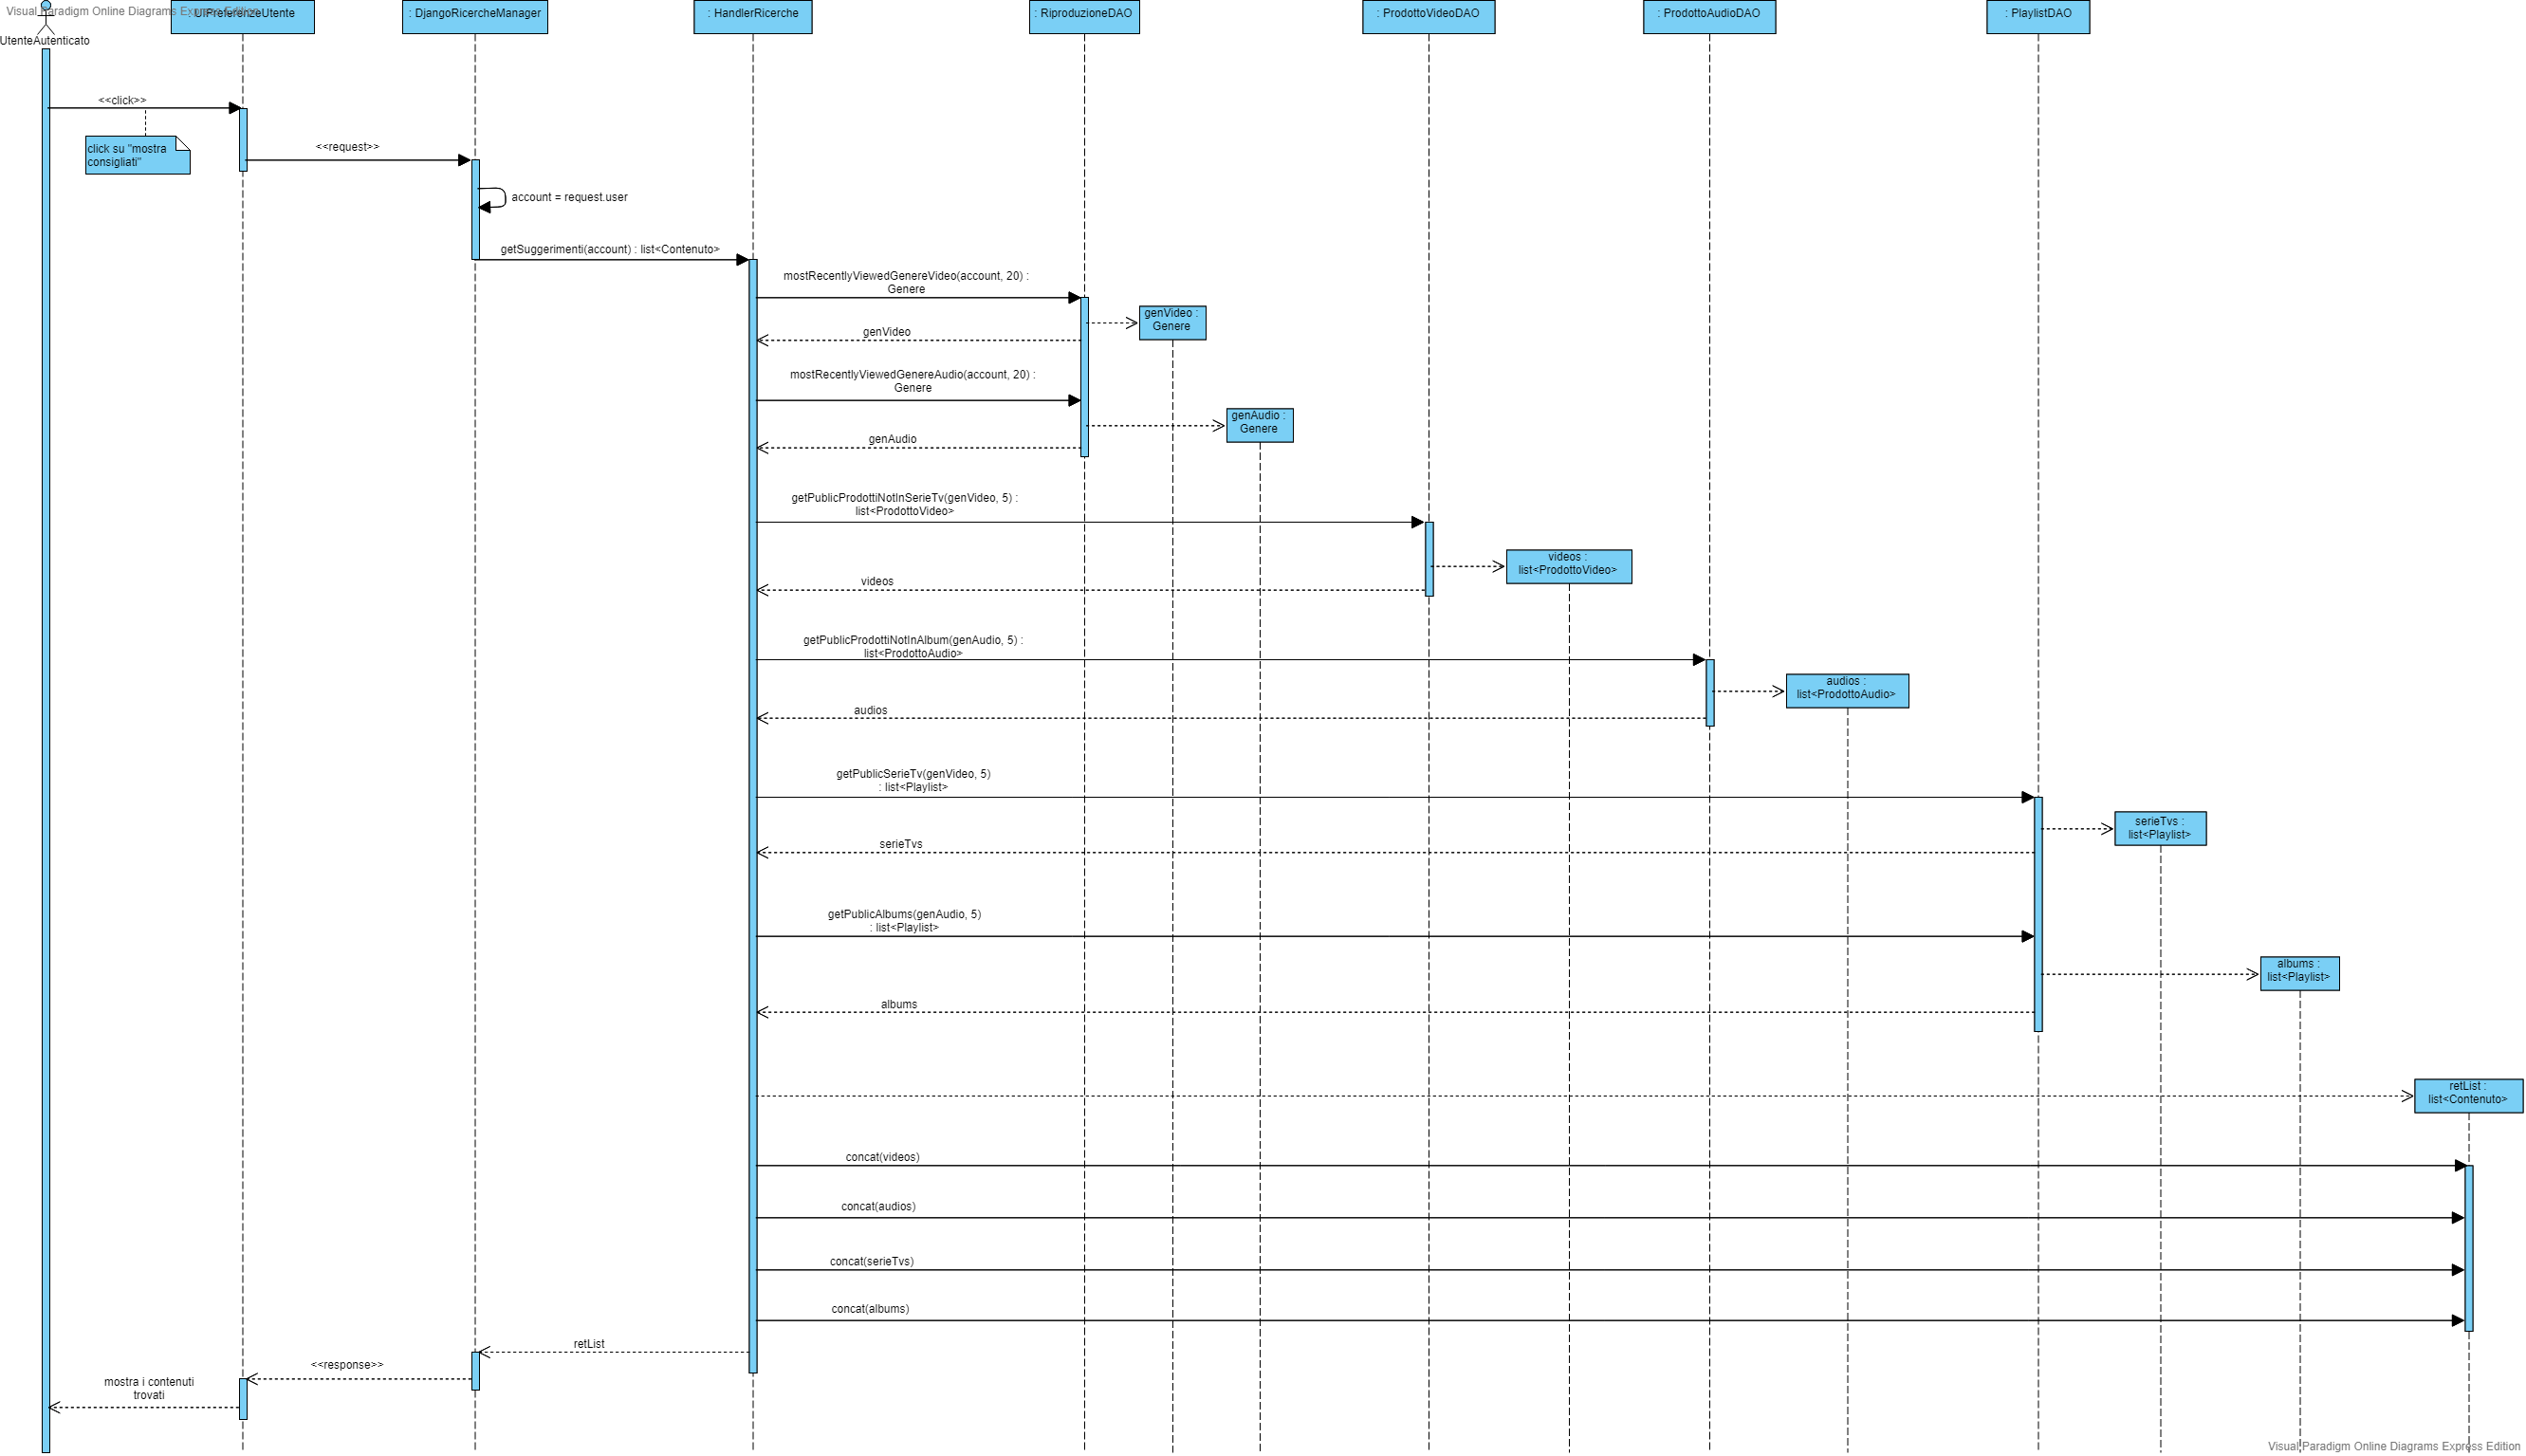 Visual Paradigm Online Diagrams Express Edition
UIPreferenzeUtente
: DjangoRicercheManager
: HandlerRicerche
: RiproduzioneDAO
: ProdottoVideoDAO
: ProdottoAudioDAO
: PlaylistDAO
UtenteAutenticato
<<click>>
click su "mostra
consigliati"
<<request>>
account = request.user
getSuggerimenti(account) : list<Contenuto>
mostRecentlyViewedGenereVideo(account, 20) :
Genere
genVideo :
Genere
genVideo
mostRecentlyViewedGenereAudio(account, 20) :
Genere
genAudio :
Genere
genAudio
getPublicProdottiNotInSerieTv(genVideo, 5) :
list<ProdottoVideo>
videos :
list<ProdottoVideo>
videos
getPublicProdottiNotInAlbum(genAudio, 5) :
list<ProdottoAudio>
audios :
list<ProdottoAudio>
audios
getPublicSerieTv(genVideo, 5)
: list<Playlist>
serieTvs :
list<Playlist>
serieTvs
getPublicAlbums(genAudio, 5)
: list<Playlist>
albums :
list<Playlist>
albums
retList :
list<Contenuto>
concat(videos)
concat(audios)
concat(serieTvs)
concat(albums)
retList
<<response>>
mostra i contenuti
trovati
Visual Paradigm Online Diagrams Express Edition